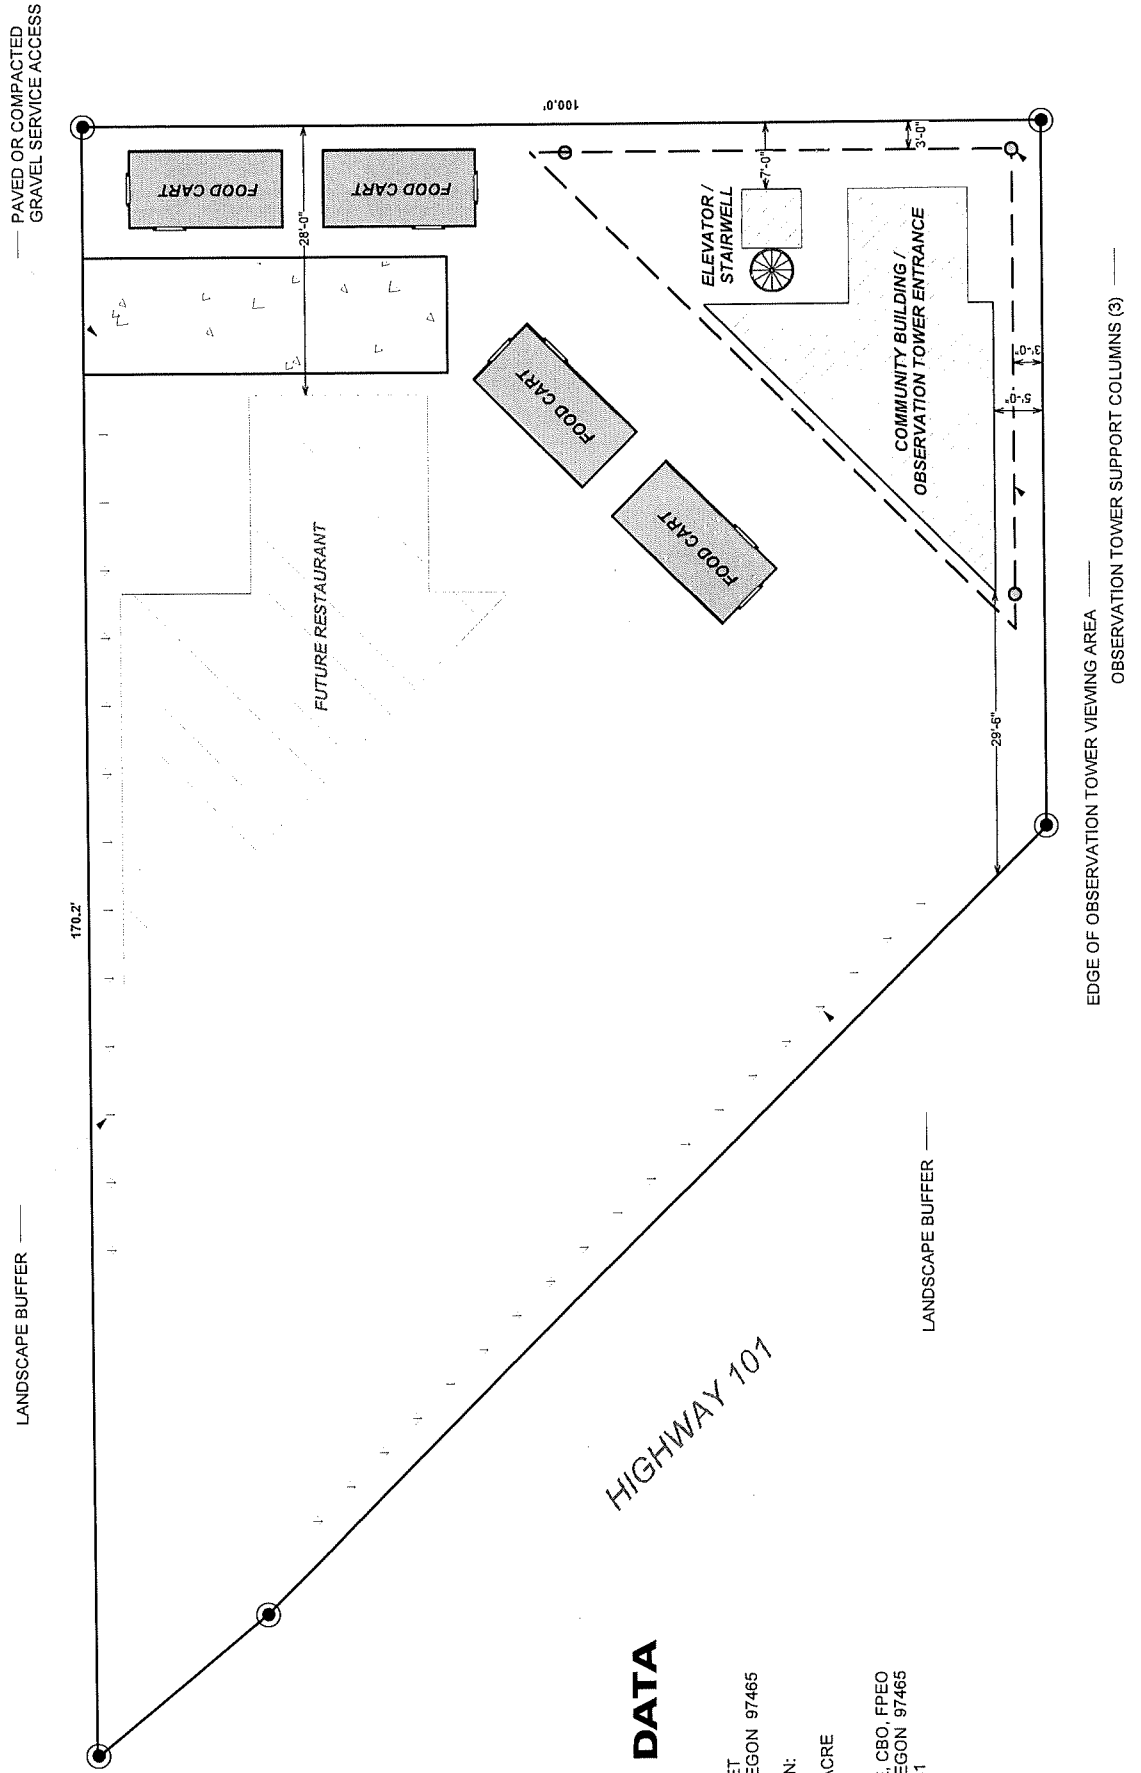 PAVED OR COMPACTED
GRAVEL SERVICE ACCESS
LANDSCAPE BUFFER
170.2'
100.0'
FOOD CART
FOOD CART
28'-0"
FUTURE RESTAURANT
FOOD CART
FOOD CART
ELEVATOR /
STAIRWELL
7'-0"
3'-0"
COMMUNITY BUILDING /
OBSERVATION TOWER ENTRANCE
3'-0"
5'-0"
29'-6"
HIGHWAY 101
LANDSCAPE BUFFER
EDGE OF OBSERVATION TOWER VIEWING AREA
OBSERVATION TOWER SUPPORT COLUMNS (3)
DATA
ET
EGON 97465
N:
ACRE
, CBO, FPEO
EGON 97465
1